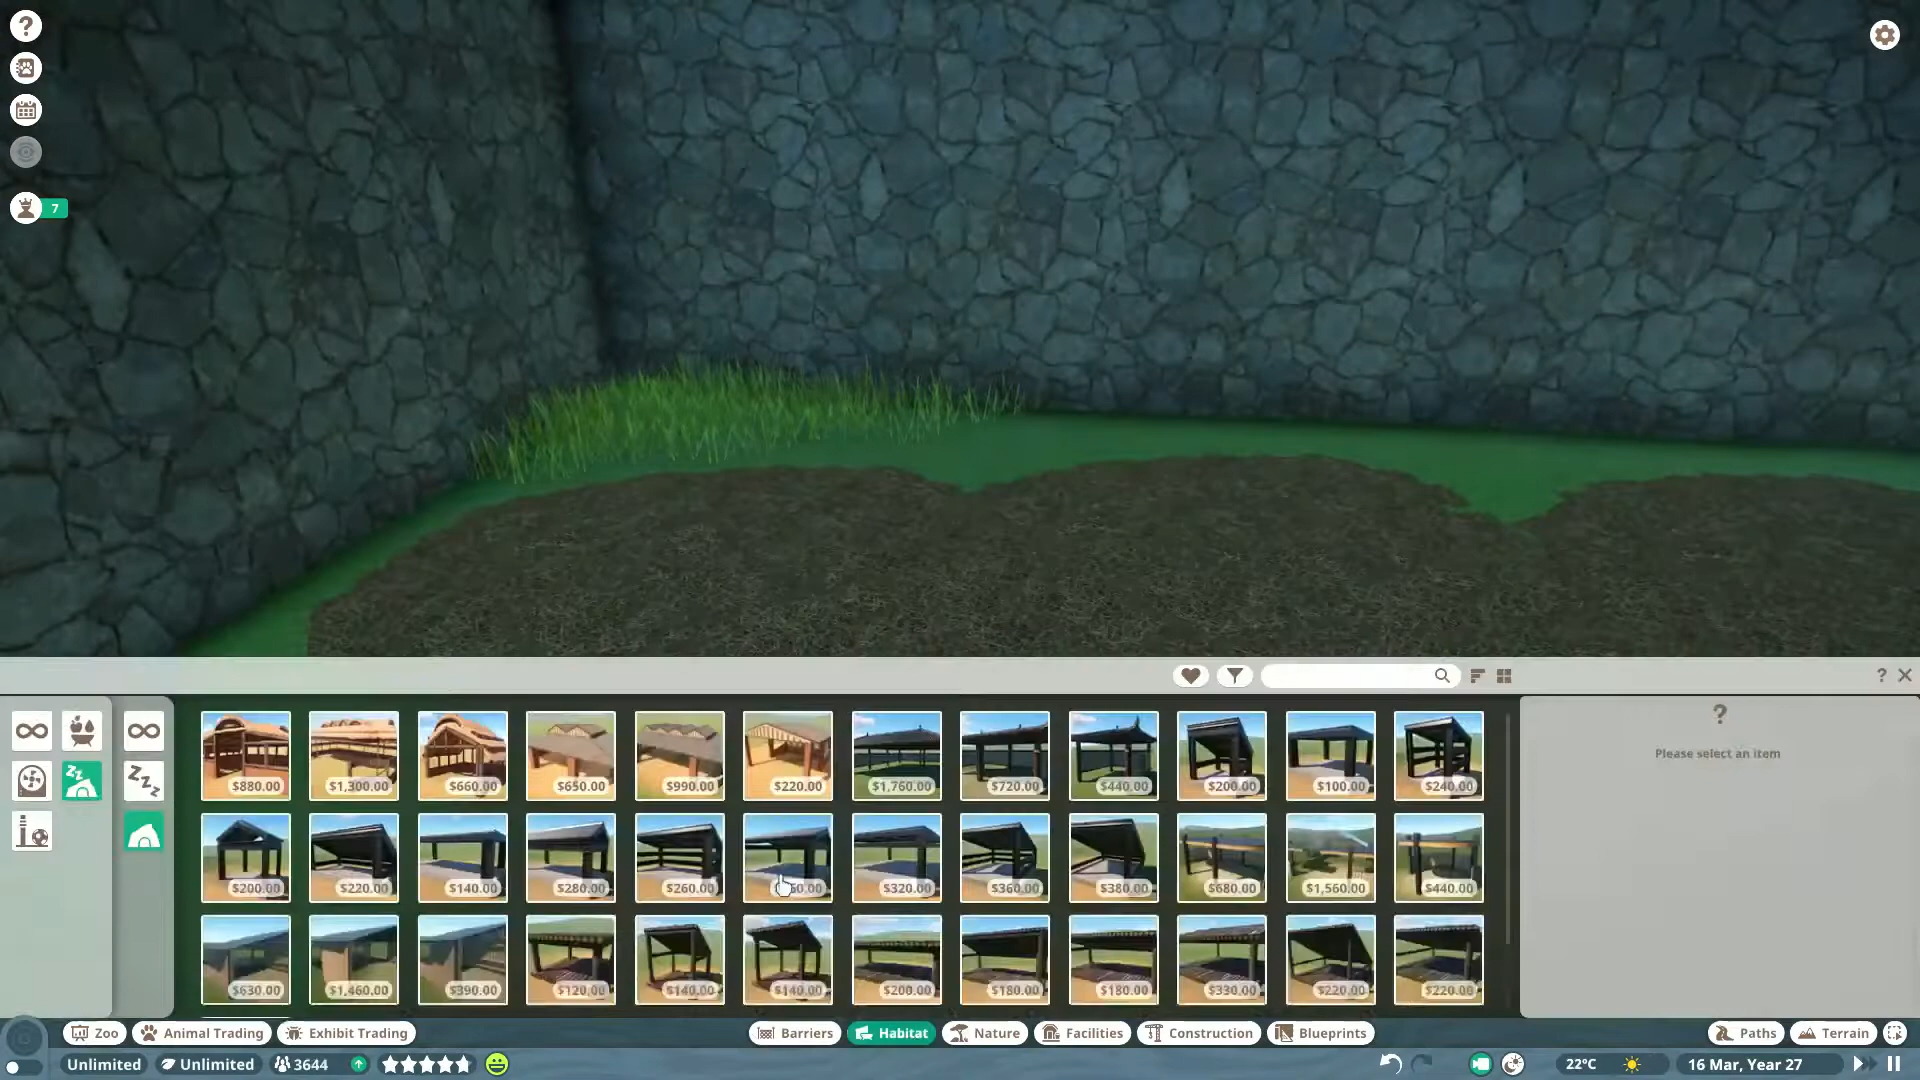 ?
7
?
?
Please select an item
$880.00 $1,300.00 $660.00 $650.00 $990.00 $220.00 $1,760.00 $720.00 $440.00 $200.00 $100.00 $240.00
$200.00 $220.00 $140.00 $280.00 $260.00 $320.00 $360.00 $380.00 $680.00 $1,560.00 $440.00
$630.00 $1,460.00 $390.00 $120.00 $140.00 $140.00 $200.00 $180.00 $180.00 $330.00 $220.00 $220.00
Zoo Animal Trading Exhibit Trading Barriers Habitat Nature Facilities Construction Blueprints Paths Terrain
Unlimited Unlimited 3644 22°C 16 Mar, Year 27